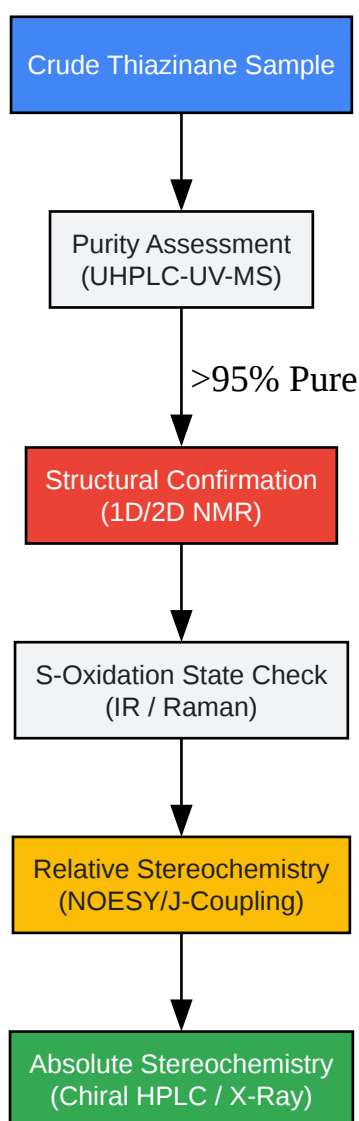 Crude Thiazinane Sample
Purity Assessment
(UHPLC-UV-MS)
>95% Pure
Structural Confirmation
(1D/2D NMR)
S-Oxidation State Check
(IR / Raman)
Relative Stereochemistry
(NOESY/J-Coupling)
Absolute Stereochemistry
(Chiral HPLC / X-Ray)